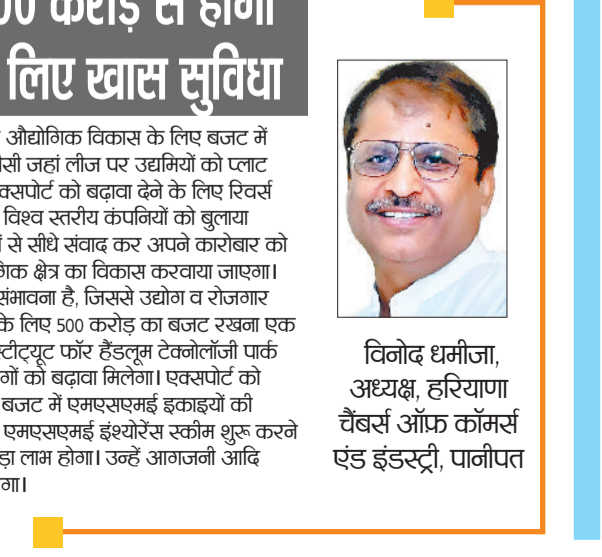 00 करोड़ से होगा
लिए खास सुविधा
औद्योगिक विकास के लिए बजट में
जहां लीज पर उद्यमियों को प्लाट
को बढ़ावा देने के लिए रिवर्स
विश्व स्तरीय कंपनियों को बुलाया
से सीधे संवाद कर अपने कारोबार को
क्षेत्र का विकास करवाया जाएगा।
संभावना है, जिससे उद्योग व रोजगार
के लिए 500 करोड़ का बजट रखना एक
फॉर हैंडलूम टेक्नोलॉजी पार्क
को बढ़ावा मिलेगा। एक्सपोर्ट को
बजट में एमएसएमई इकाइयों की
एमएसएमई इंश्योरेंस स्कीम शुरू करने
लाभ होगा। उन्हें आगजनी आदि
विनोद धमीजा,
अध्यक्ष, हरियाणा
चैंबर्स ऑफ़ कॉमर्स
एंड इंडस्ट्री, पानीपत